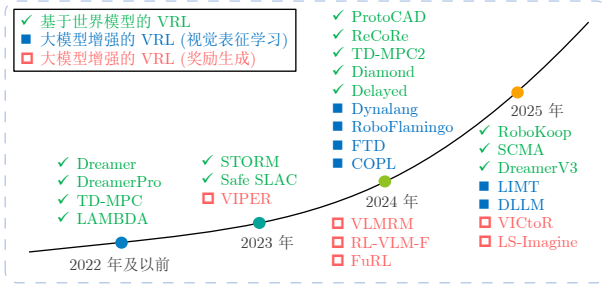 ✓ 基于世界模型的 VRL
■ 大模型增强的 VRL (视觉表征学习)
□ 大模型增强的 VRL (奖励生成)
✓ Dreamer
✓ DreamerPro
✓ TD-MPC
✓ LAMBDA
2022 年及以前
✓ STORM
✓ Safe SLAC
□ VIPER
2023 年
✓ ProtoCAD
✓ ReCoRe
✓ TD-MPC2
✓ Diamond
✓ Delayed
■ Dynalang
■ RoboFlamingo
■ FTD
■ COPL
2024 年
□ VLMRM
□ RL-VLM-F
□ FuRL
2025 年
✓ RoboKoop
✓ SCMA
✓ DreamerV3
■ LIMT
■ DLLM
□ VICtoR
□ LS-Imagine